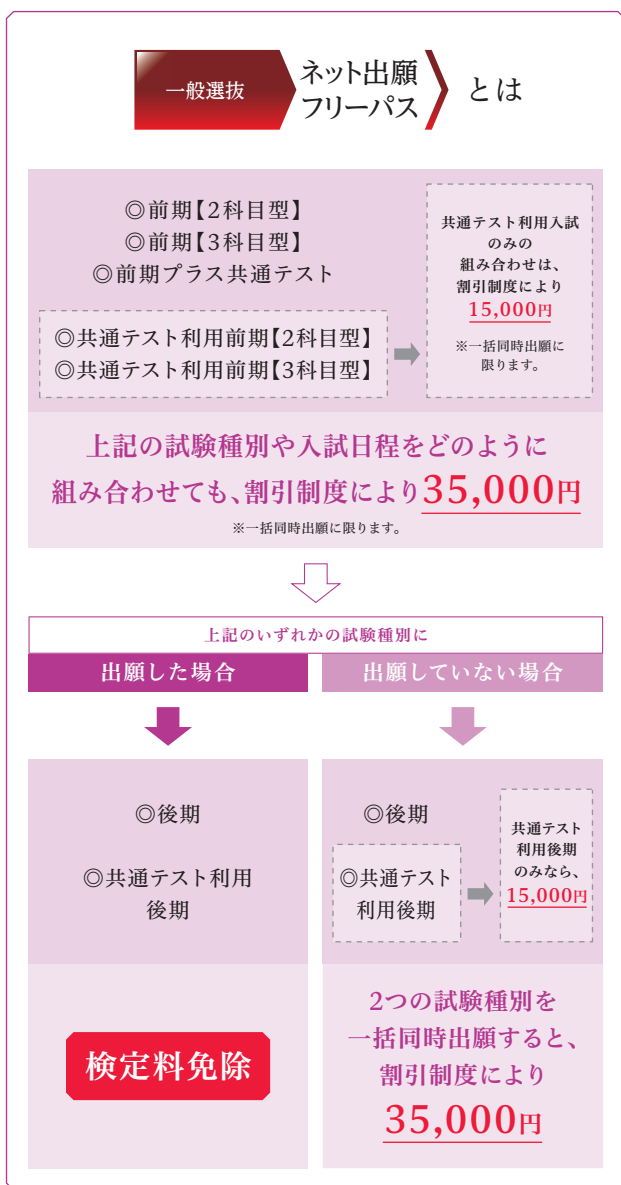 一般選抜
ネット出願
フリーパス
とは
◎前期【2科目型】
◎前期【3科目型】
◎前期プラス共通テスト
◎共通テスト利用前期【2科目型】
◎共通テスト利用前期【3科目型】
共通テスト利用入試
のみの
組み合わせは、
割引制度により
15,000円
※一括同時出願に
限ります。
上記の試験種別や入試日程をどのように
組み合わせても、割引制度により35,000円
※一括同時出願に限ります。
上記のいずれかの試験種別に
出願した場合
◎後期
◎共通テスト利用
後期
検定料免除
出願していない場合
◎後期
◎共通テスト
利用後期
共通テスト
利用後期
のみなら、
15,000円
2つの試験種別を
一括同時出願すると、
割引制度により
35,000円